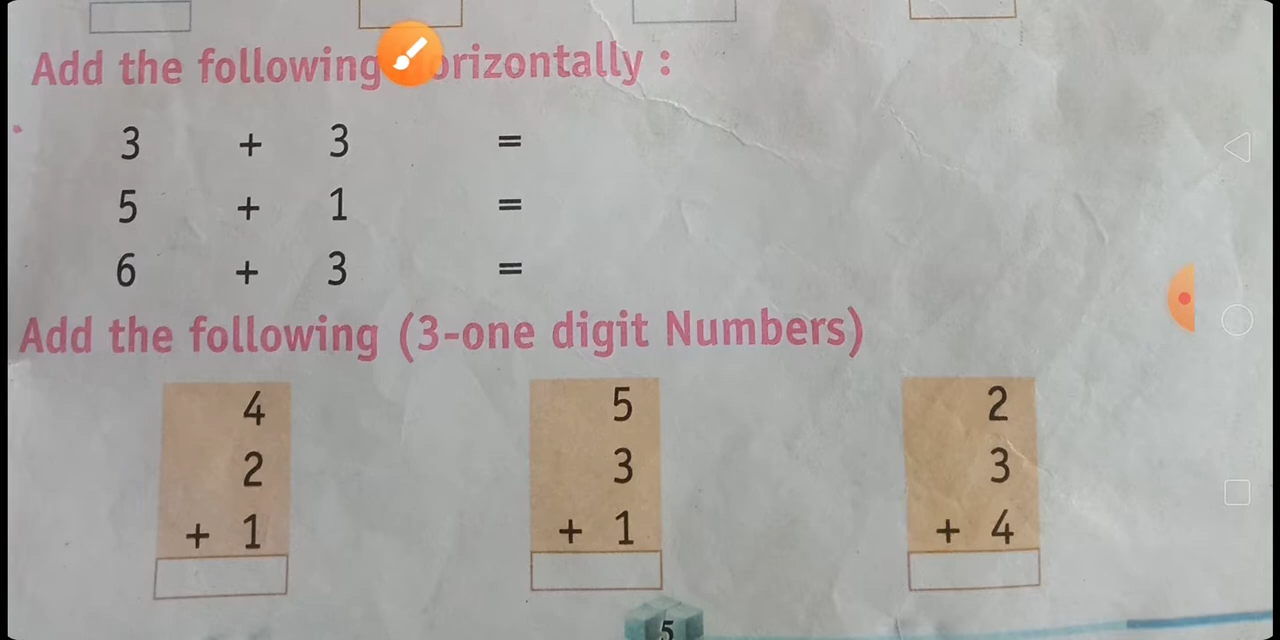 Add the following orizontally :
3 + 3 =
5 + 1 =
6 + 3 =
Add the following (3-one digit Numbers)
4 5 2
2 3 3
+ 1 + 1 + 4
5